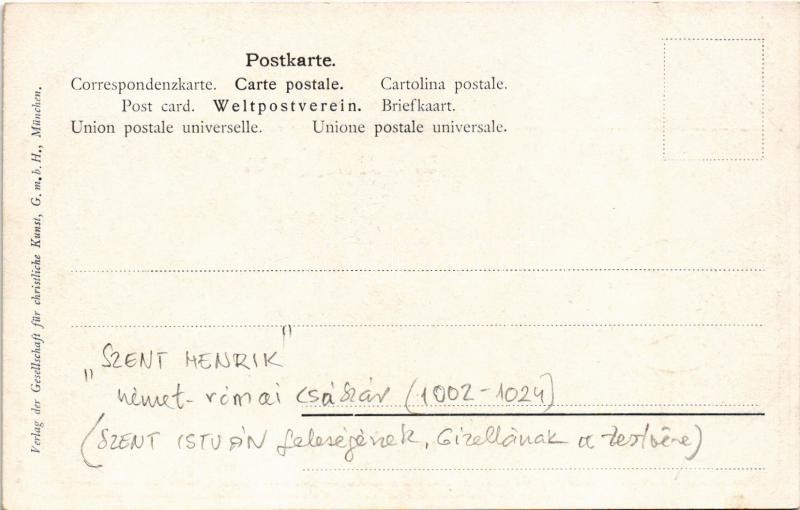 Postkarte.
Correspondenzkarte. Carte postale. Cartolina postale.
Post card. Weltpostverein. Briefkaart.
Union postale universelle. Unione postale universale.
Verlag der Gesellschaft für christliche Kunst, G. m. b. H., München.
„SZENT HENRIK"
német-római császár (1002-1024)
(SZENT ISTVÁN feleségének, Gizellának a testvére)